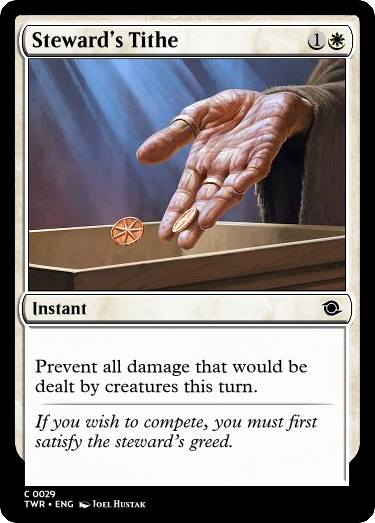 Steward's Tithe
1
Instant
Prevent all damage that would be
dealt by creatures this turn.
If you wish to compete, you must first
satisfy the steward's greed.
C 0029
TWR • ENG Joel Hustak